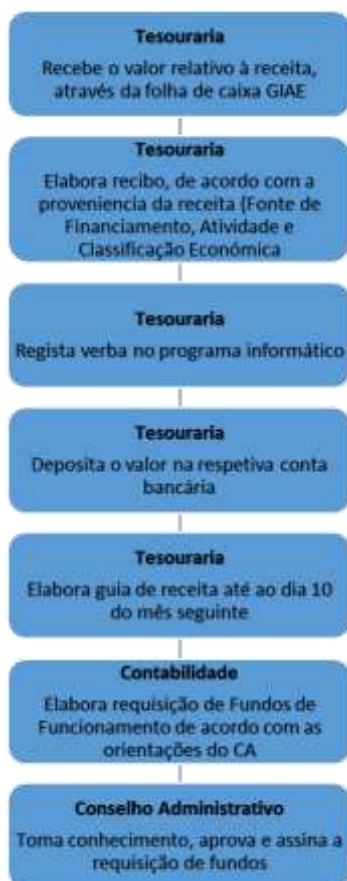 Tesouraria
Recebe o valor relativo à receita,
através da folha de caixa GIAE
Tesouraria
Elabora recibo, de acordo com a
proveniencia da receita (Fonte de
Financiamento, Atividade e
Classificação Económica
Tesouraria
Regista verba no programa informático
Tesouraria
Deposita o valor na respetiva conta
bancária
Tesouraria
Elabora guia de receita até ao dia 10
do mês seguinte
Contabilidade
Elabora requisição de Fundos de
Funcionamento de acordo com as
orientações do CA
Conselho Administrativo
Toma conhecimento, aprova e assina a
requisição de fundos